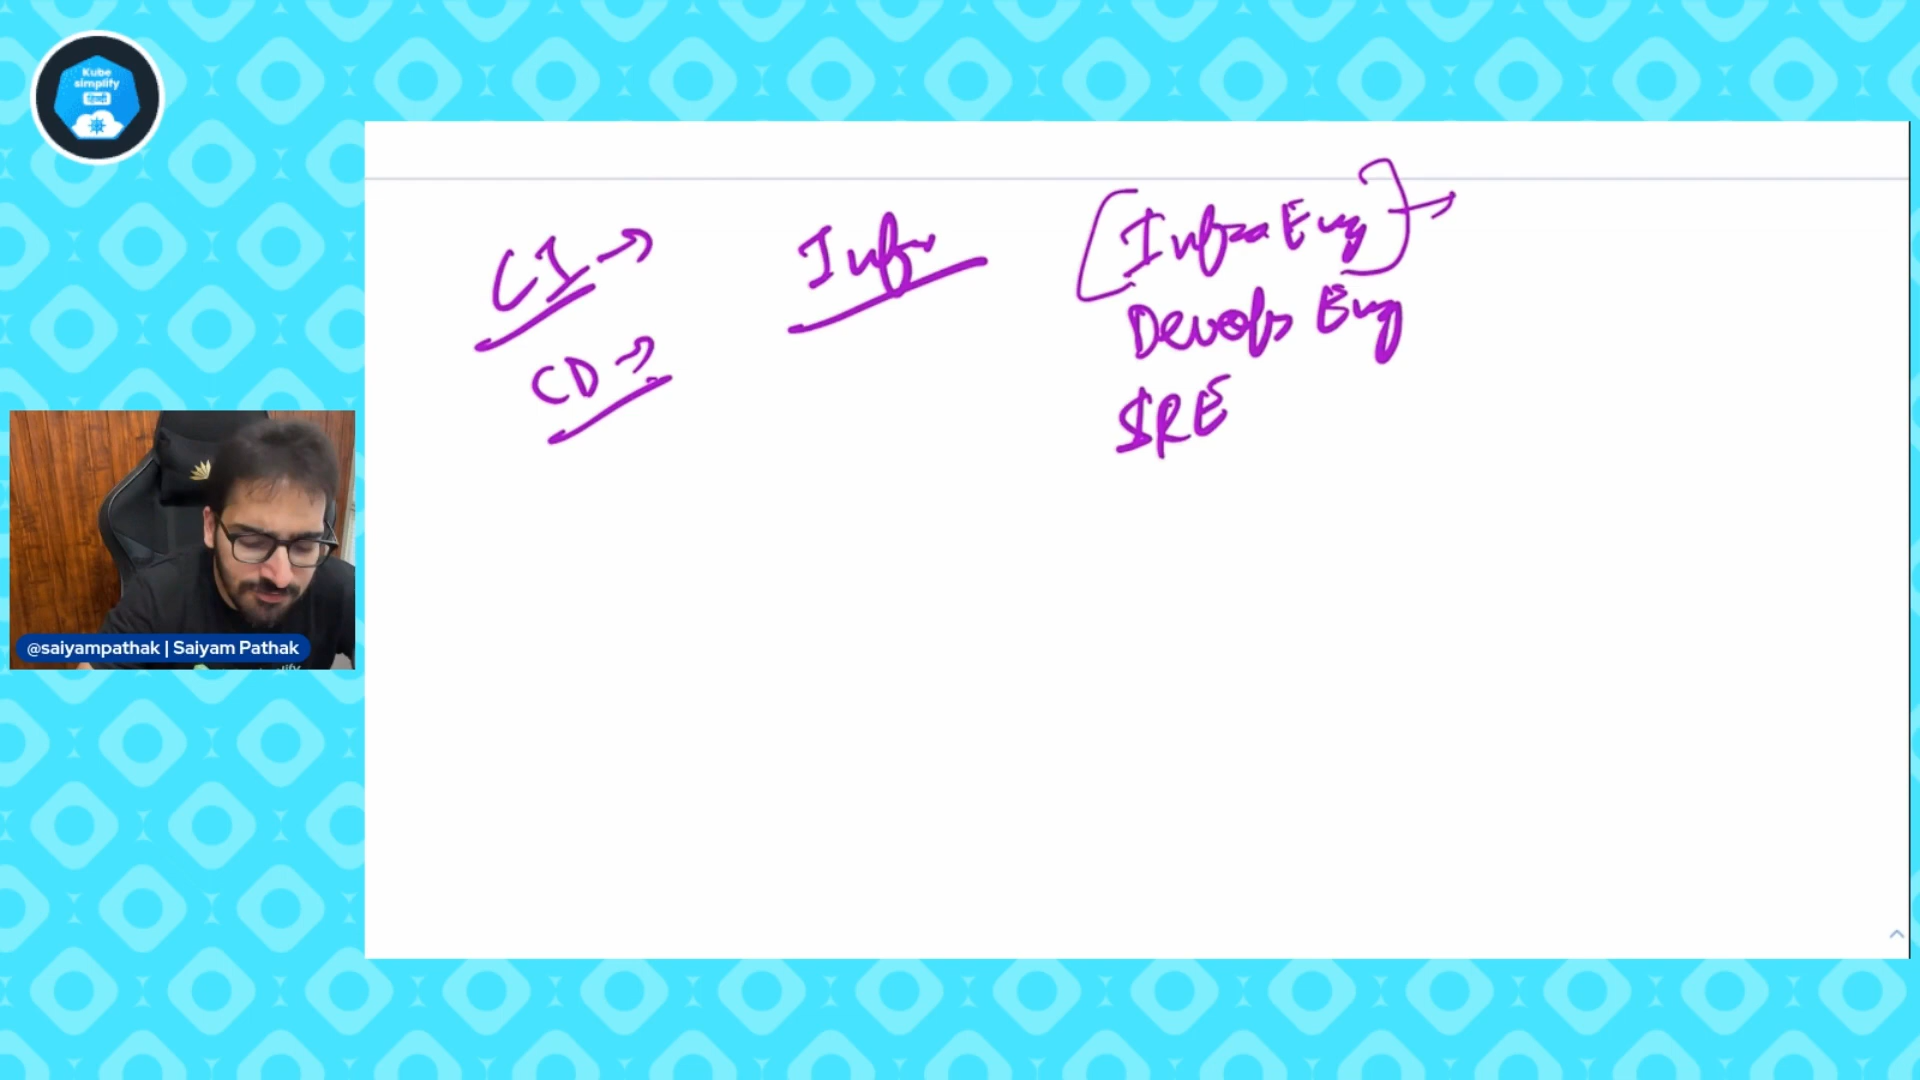 Kube
simplify
हिन्दी
CI →
CD →
Infra
[Infra Eng] →
Devops Eng
SRE
@saiyampathak | Saiyam Pathak